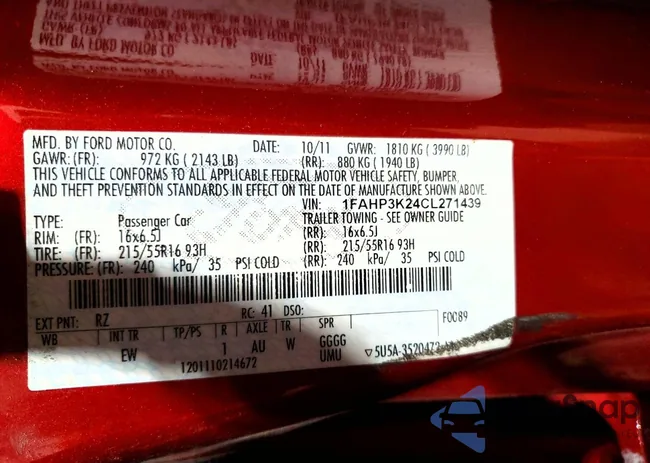 MFD. BY FORD MOTOR CO. DATE: 10/11 GVWR: 1810 KG ( 3990 LB)
GAWR: (FR): 972 KG ( 2143 LB) (RR): 880 KG ( 1940 LB)
THIS VEHICLE CONFORMS TO ALL APPLICABLE FEDERAL MOTOR VEHICLE SAFETY, BUMPER,
AND THEFT PREVENTION STANDARDS IN EFFECT ON THE DATE OF MANUFACTURE SHOWN ABOVE.
VIN: 1FAHP3K24CL271439
TYPE: Passenger Car TRAILER TOWING - SEE OWNER GUIDE
RIM: (FR): 16x6.5J (RR): 16x6.5J
TIRE: (FR): 215/55R16 93H (RR): 215/55R16 93H
PRESSURE: (FR): 240 kPa/ 35 PSI COLD (RR): 240 kPa/ 35 PSI COLD
EXT PNT: RZ RC: 41 DSO: F0089
WB INT TR TP/PS R AXLE TR SPR
EW 1 AU W GGGG
UMU
1201110214672